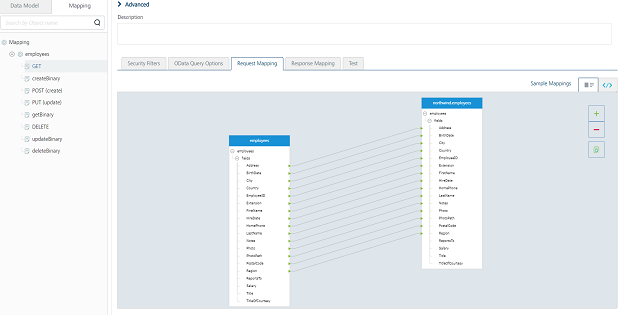 Data Model
Mapping
Search by Object name
Mapping
employees
GET
createBinary
POST (create)
PUT (update)
getBinary
DELETE
updateBinary
deleteBinary
Advanced
Description
Security Filters
OData Query Options
Request Mapping
Response Mapping
Test
Sample Mappings
employees
employees
fields
Address
BirthDate
City
Country
EmployeeID
Extension
FirstName
HireDate
HomePhone
LastName
Notes
Photo
PhotoPath
PostalCode
Region
ReportsTo
Salary
Title
TitleOfCourtesy
northwind.employees
employees
fields
Address
BirthDate
City
Country
EmployeeID
Extension
FirstName
HireDate
HomePhone
LastName
Notes
Photo
PhotoPath
PostalCode
Region
ReportsTo
Salary
Title
TitleOfCourtesy